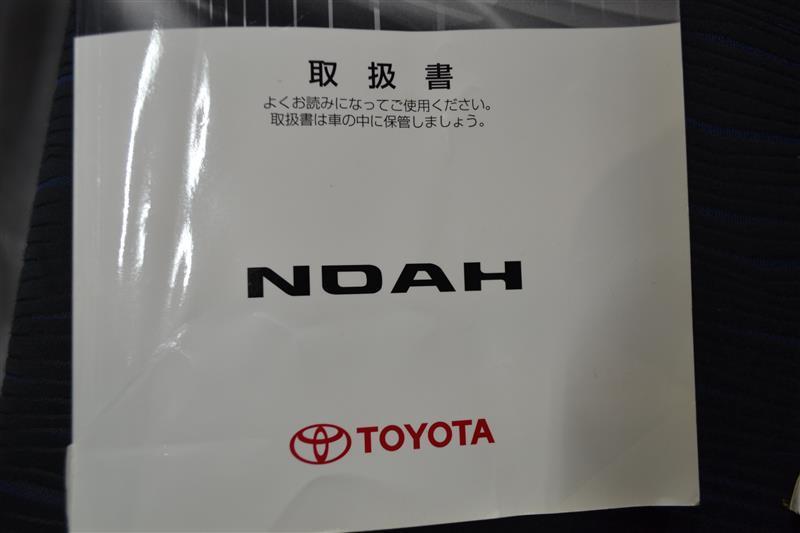 取扱書
よくお読みになってご使用ください。
取扱書は車の中に保管しましょう。
NOAH
TOYOTA